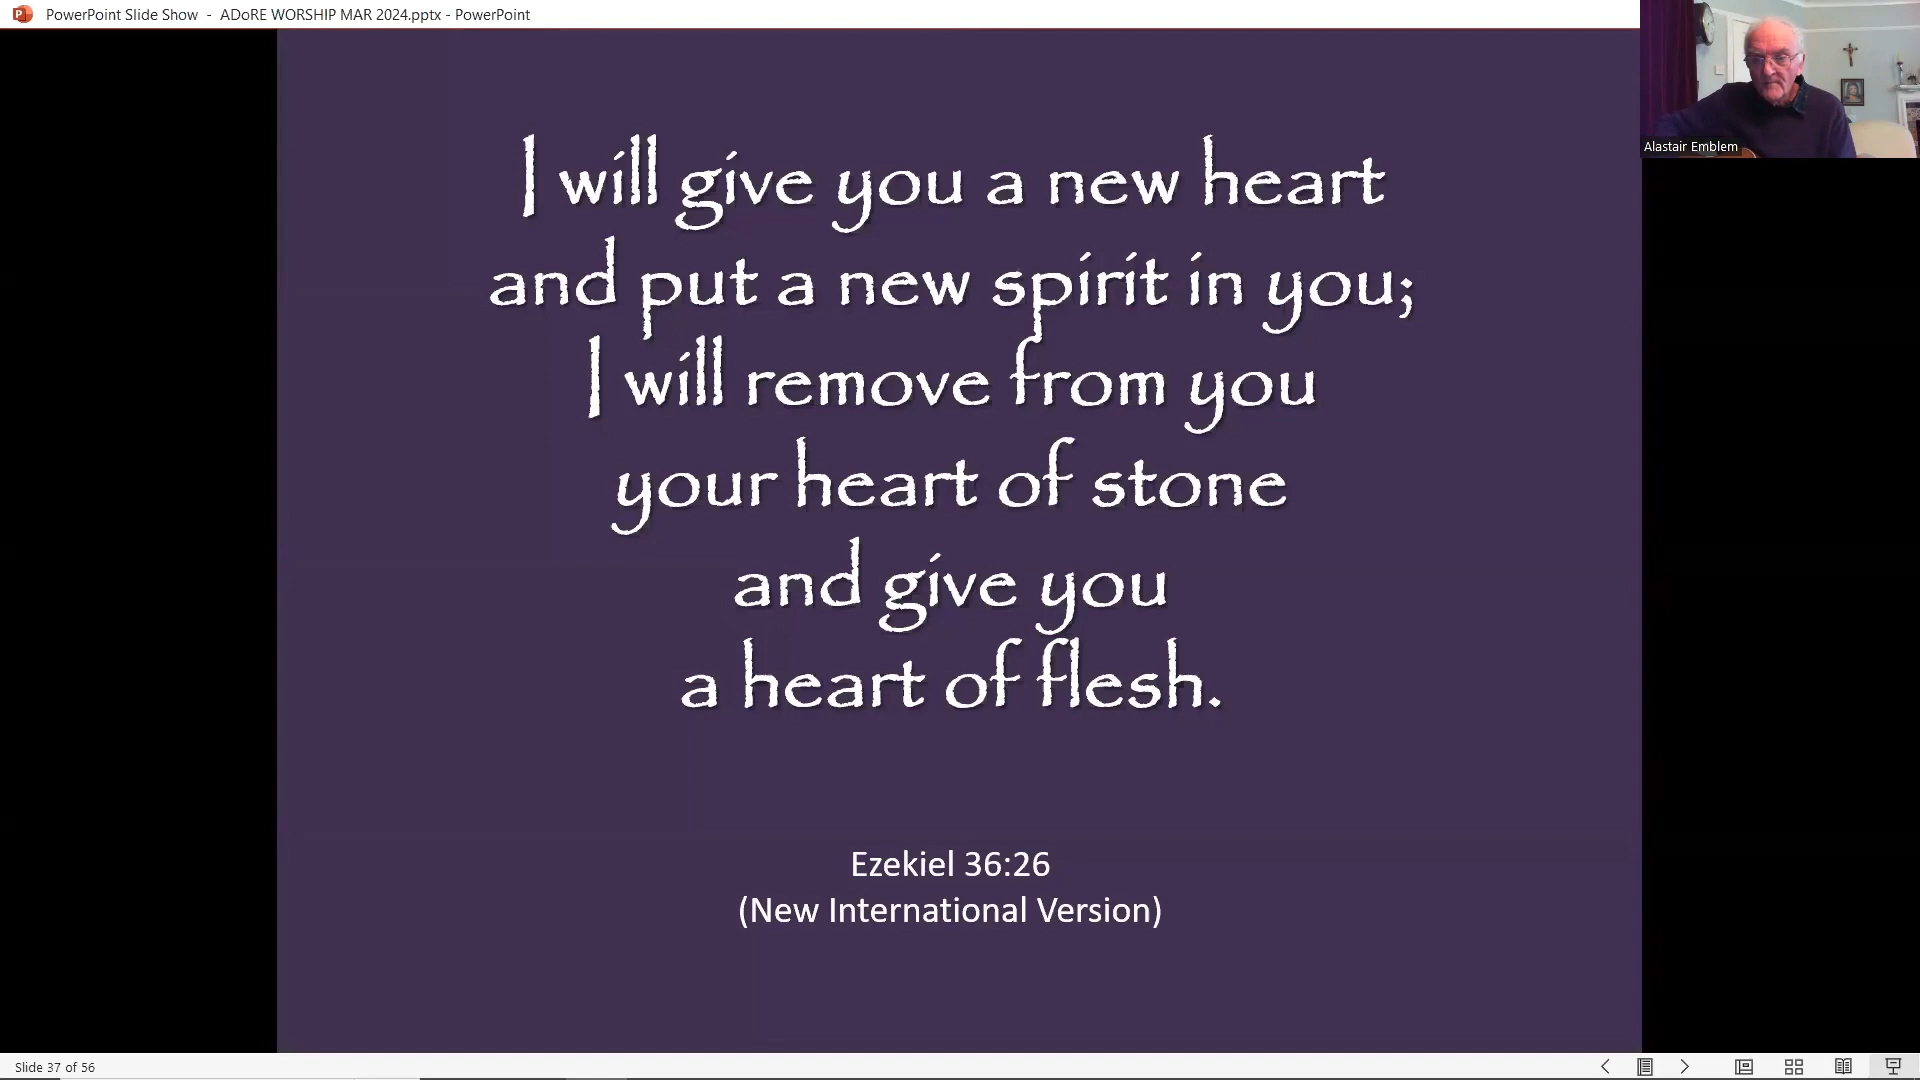 PowerPoint Slide Show - ADoRE WORSHIP MAR 2024.pptx - PowerPoint
Alastair Emblem
I will give you a new heart
and put a new spirit in you;
I will remove from you
your heart of stone
and give you
a heart of flesh.
Ezekiel 36:26
(New International Version)
Slide 37 of 56